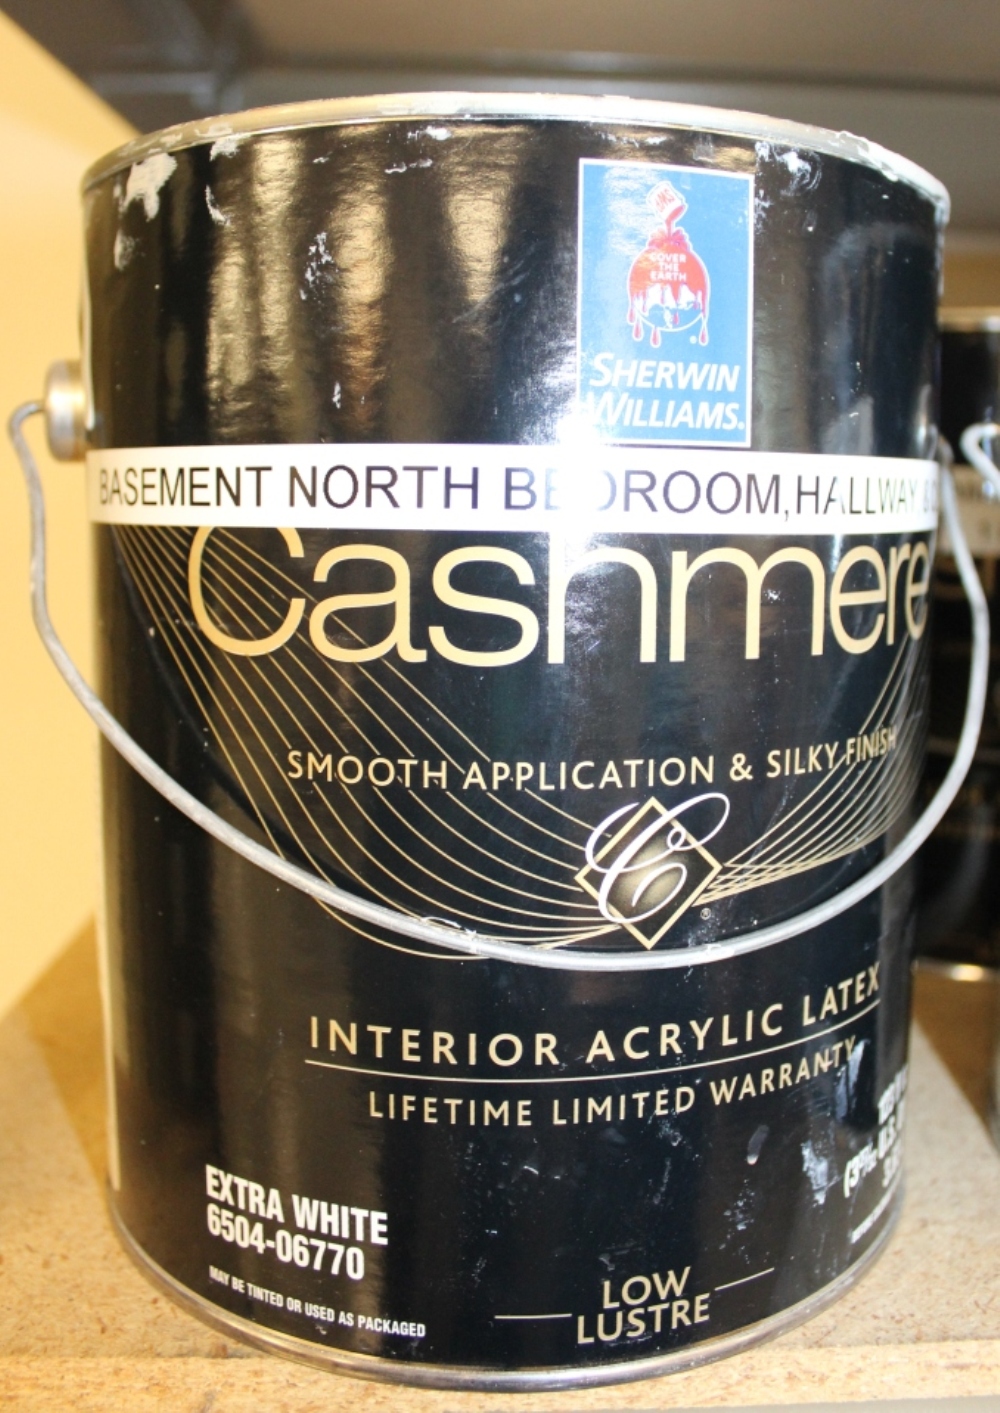 COVER
THE
EARTH
SHERWIN
WILLIAMS.
BASEMENT NORTH BEDROOM, HALLWAY
Cashmere
SMOOTH APPLICATION & SILKY FINISH
C
INTERIOR ACRYLIC LATEX
LIFETIME LIMITED WARRANTY
EXTRA WHITE
6504-06770
MAY BE TINTED OR USED AS PACKAGED
LOW
LUSTRE